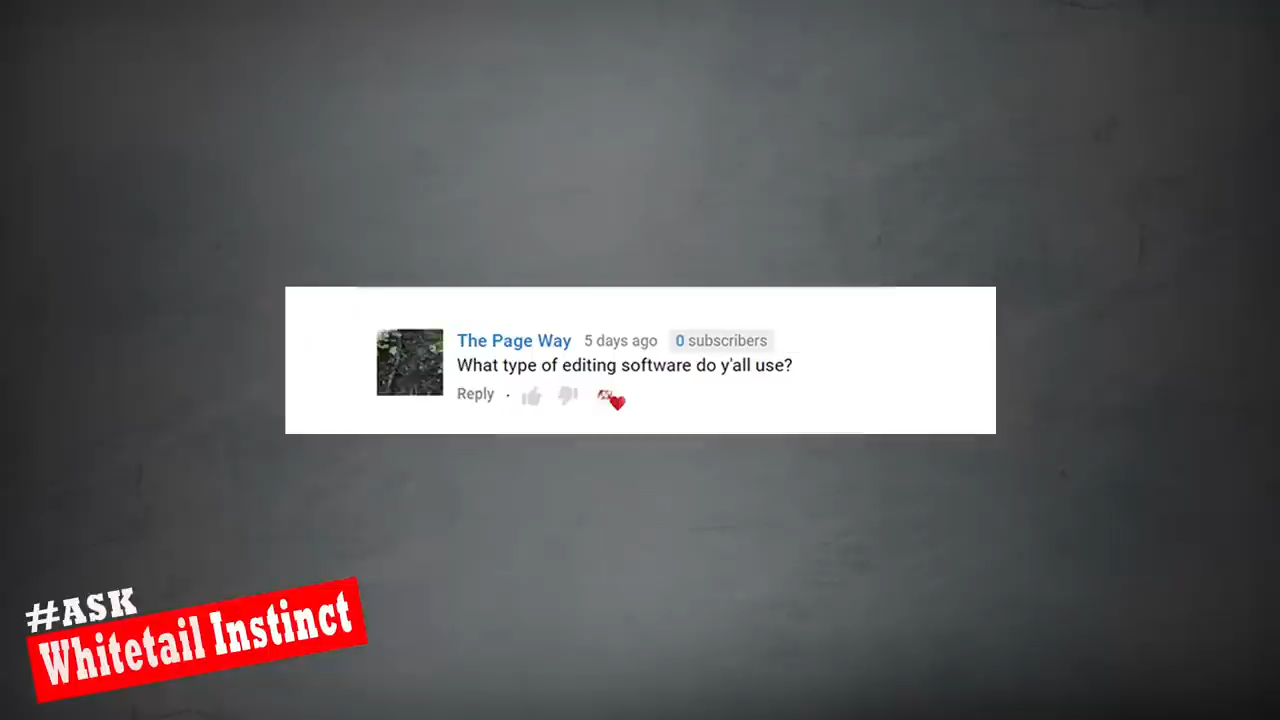 The Page Way 5 days ago 0 subscribers
What type of editing software do y'all use?
Reply ·
#ASK
Whitetail Instinct